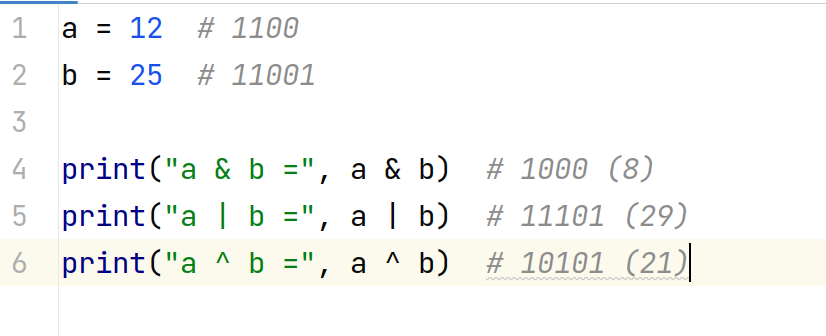 1 a = 12  # 1100
2 b = 25  # 11001
3
4 print("a & b =", a & b)  # 1000 (8)
5 print("a | b =", a | b)  # 11101 (29)
6 print("a ^ b =", a ^ b)  # 10101 (21)